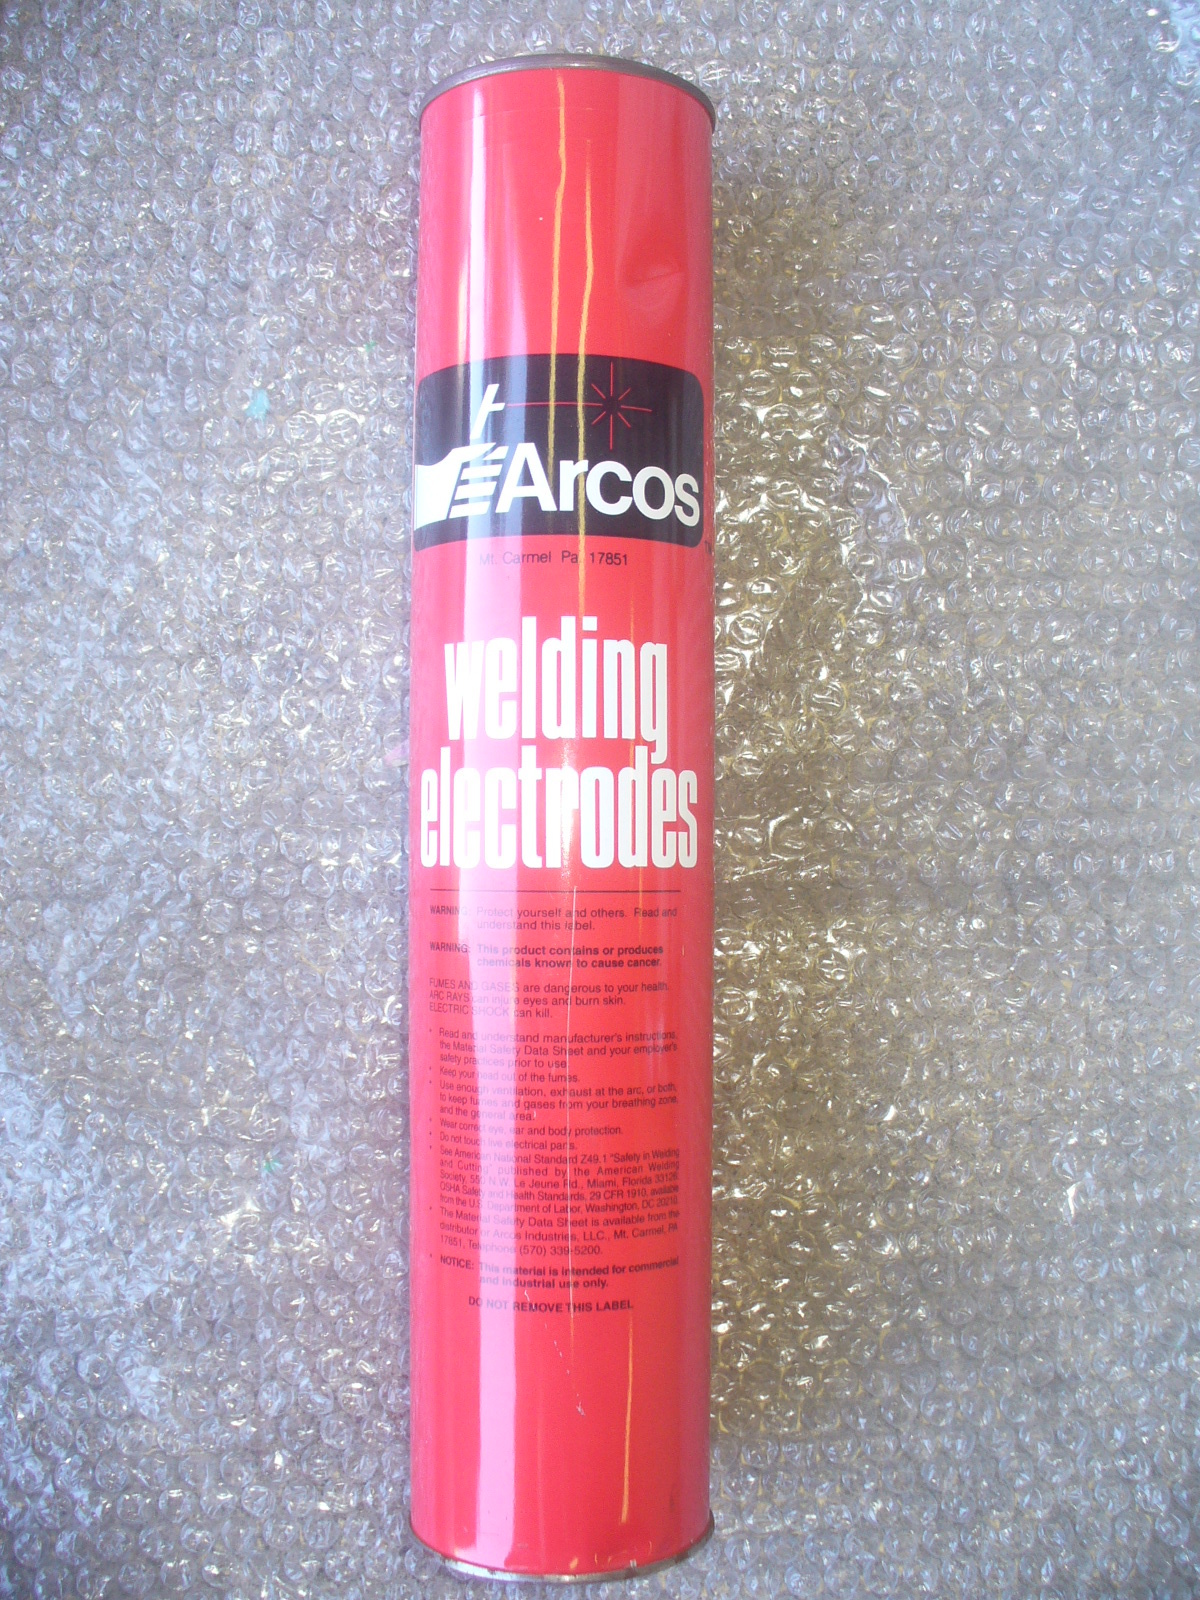 Arcos
Mt. Carmel Pa. 17851
welding
electrodes
WARNING: Protect yourself and others. Read and
understand this label.
WARNING: This product contains or produces
chemicals known to cause cancer.
FUMES AND GASES are dangerous to your health.
ARC RAYS can injure eyes and burn skin.
ELECTRIC SHOCK can kill.
• Read and understand manufacturer's instructions,
the Material Safety Data Sheet and your employer's
safety practices prior to use.
• Keep your head out of the fumes.
• Use enough ventilation, exhaust at the arc, or both,
to keep fumes and gases from your breathing zone,
and the general area.
• Wear correct eye, ear and body protection.
• Do not touch live electrical parts.
• See American National Standard Z49.1 "Safety in Welding
and Cutting" published by the American Welding
Society, 550 N.W. Le Jeune Rd., Miami, Florida 33126.
OSHA Safety and Health Standards, 29 CFR 1910, available
from the U.S. Department of Labor, Washington, DC 20210.
• The Material Safety Data Sheet is available from the
distributor or Arcos Industries, LLC., Mt. Carmel, PA
17851, Telephone (570) 339-5200.
• NOTICE: This material is intended for commercial
and industrial use only.
DO NOT REMOVE THIS LABEL